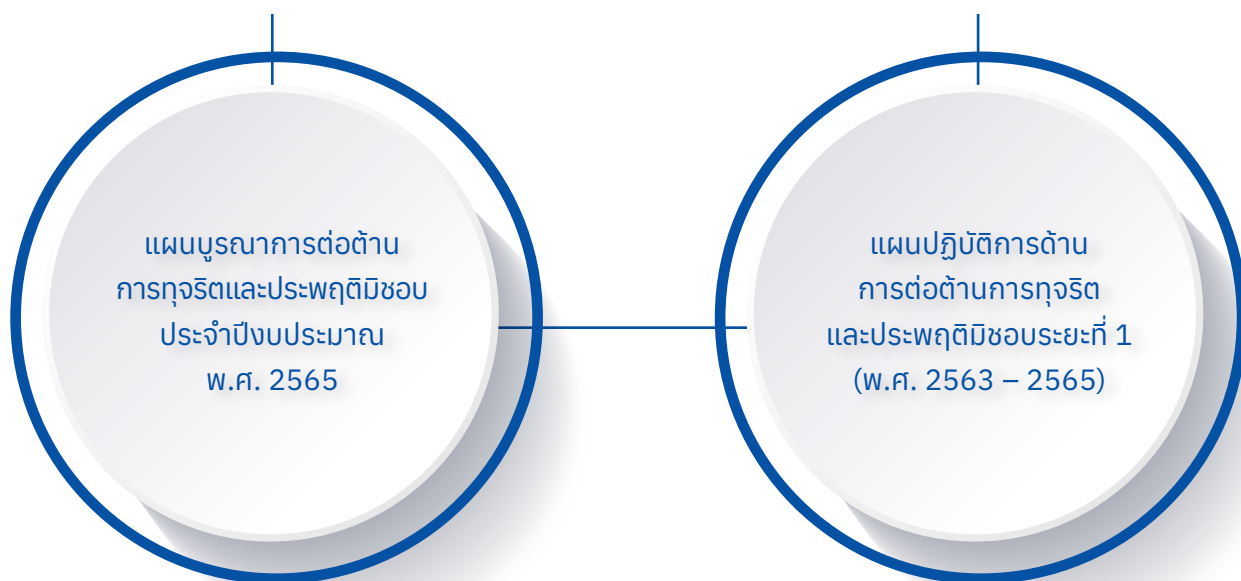 แผนบูรณาการต่อต้าน
การทุจริตและประพฤติมิชอบ
ประจำปีงบประมาณ
พ.ศ. 2565
แผนปฏิบัติการด้าน
การต่อต้านการทุจริต
และประพฤติมิชอบระยะที่ 1
(พ.ศ. 2563 – 2565)